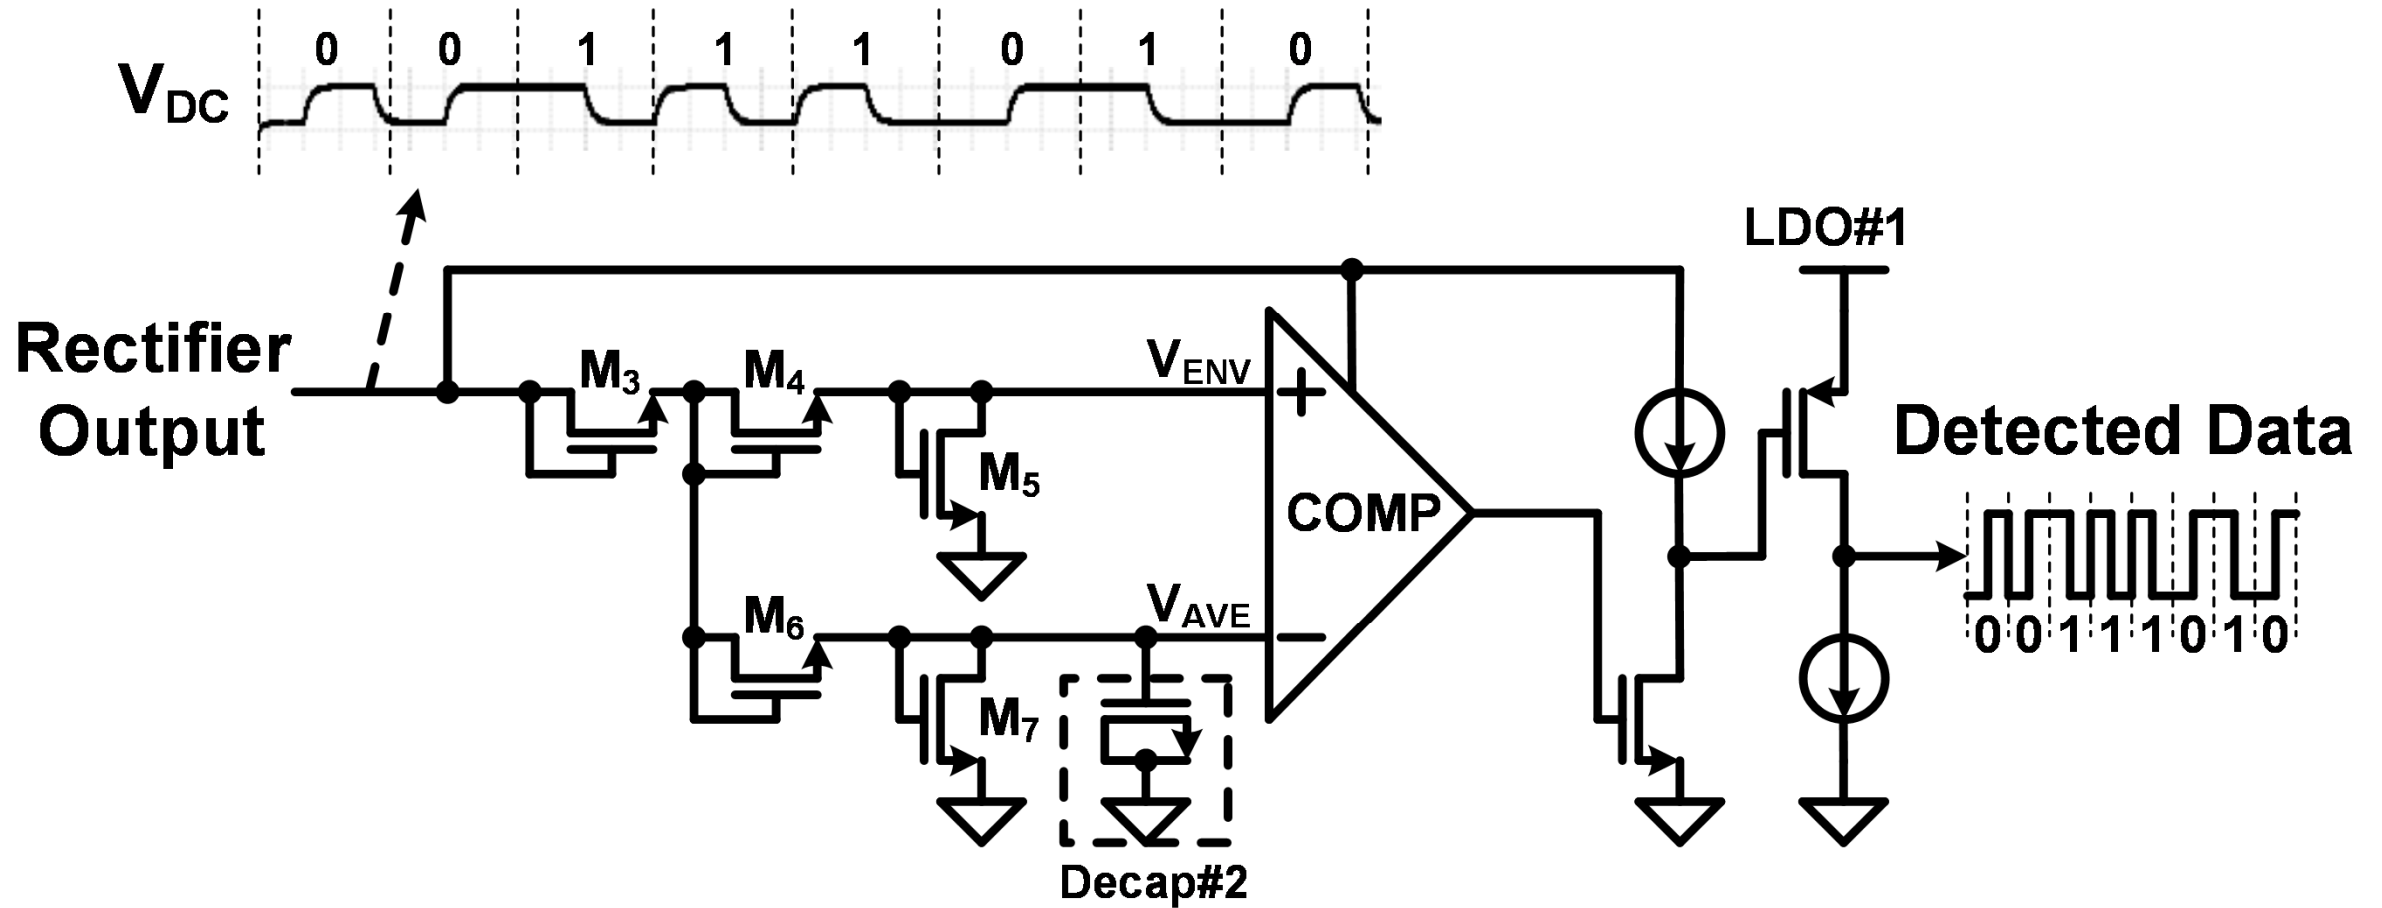 0 0 1 1 1 0 1 0
VDC
LDO#1
Rectifier
Output
M3
M4
VENV
M5
COMP
Detected Data
M6
VAVE
M7
0 0 1 1 1 0 1 0
Decap#2